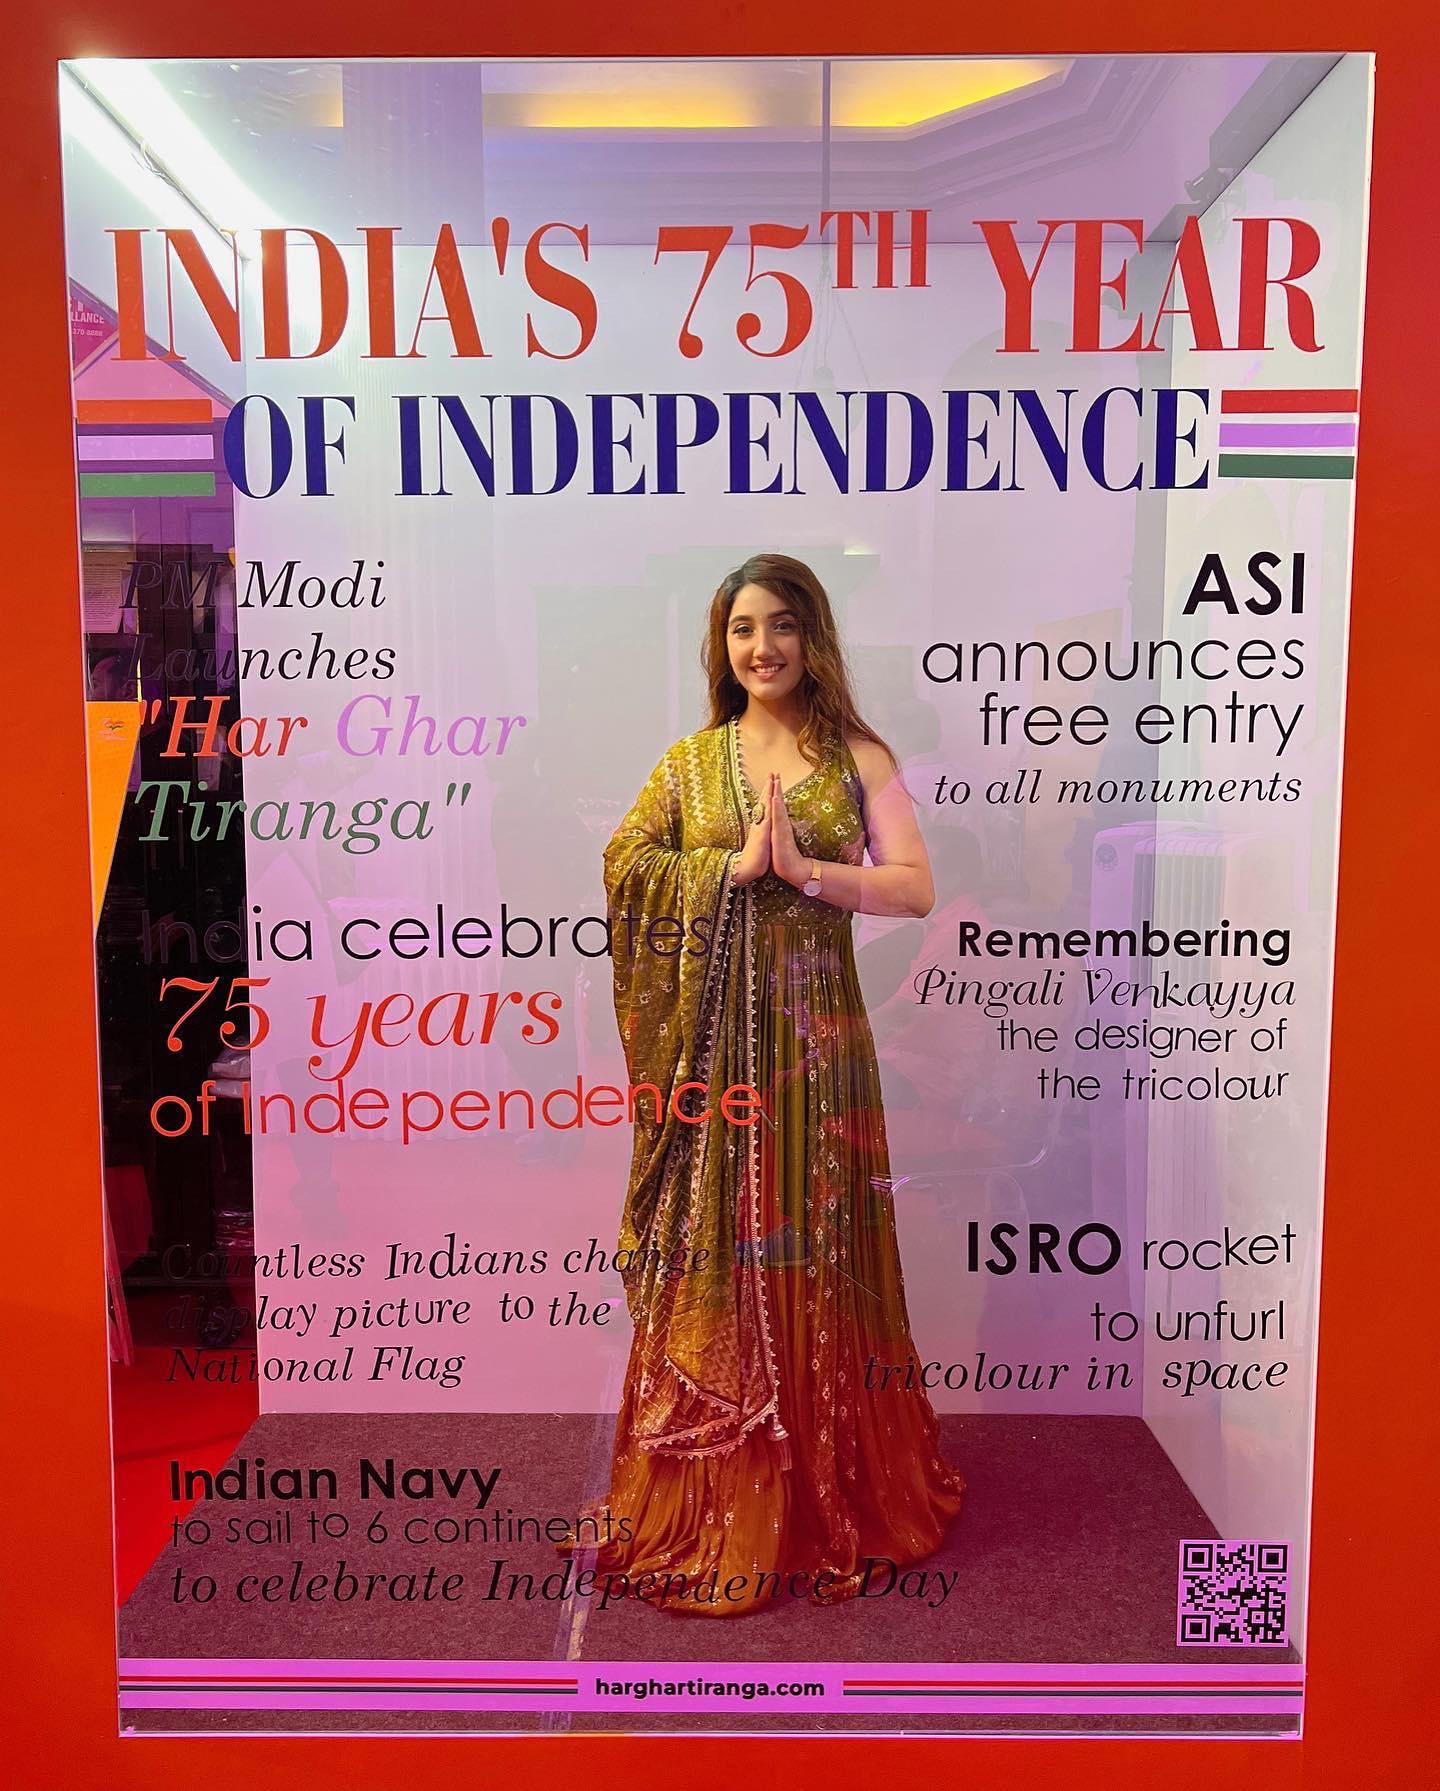 INDIA'S 75TH YEAR
OF INDEPENDENCE
PM Modi
Launches
"Har Ghar
Tiranga"
India celebrates
75 years
of Independence
Countless Indians change
display picture to the
National Flag
Indian Navy
to sail to 6 continents
to celebrate Independence Day
ASI
announces
free entry
to all monuments
Remembering
Pingali Venkayya
the designer of
the tricolour
ISRO rocket
to unfurl
tricolour in space
harghartiranga.com